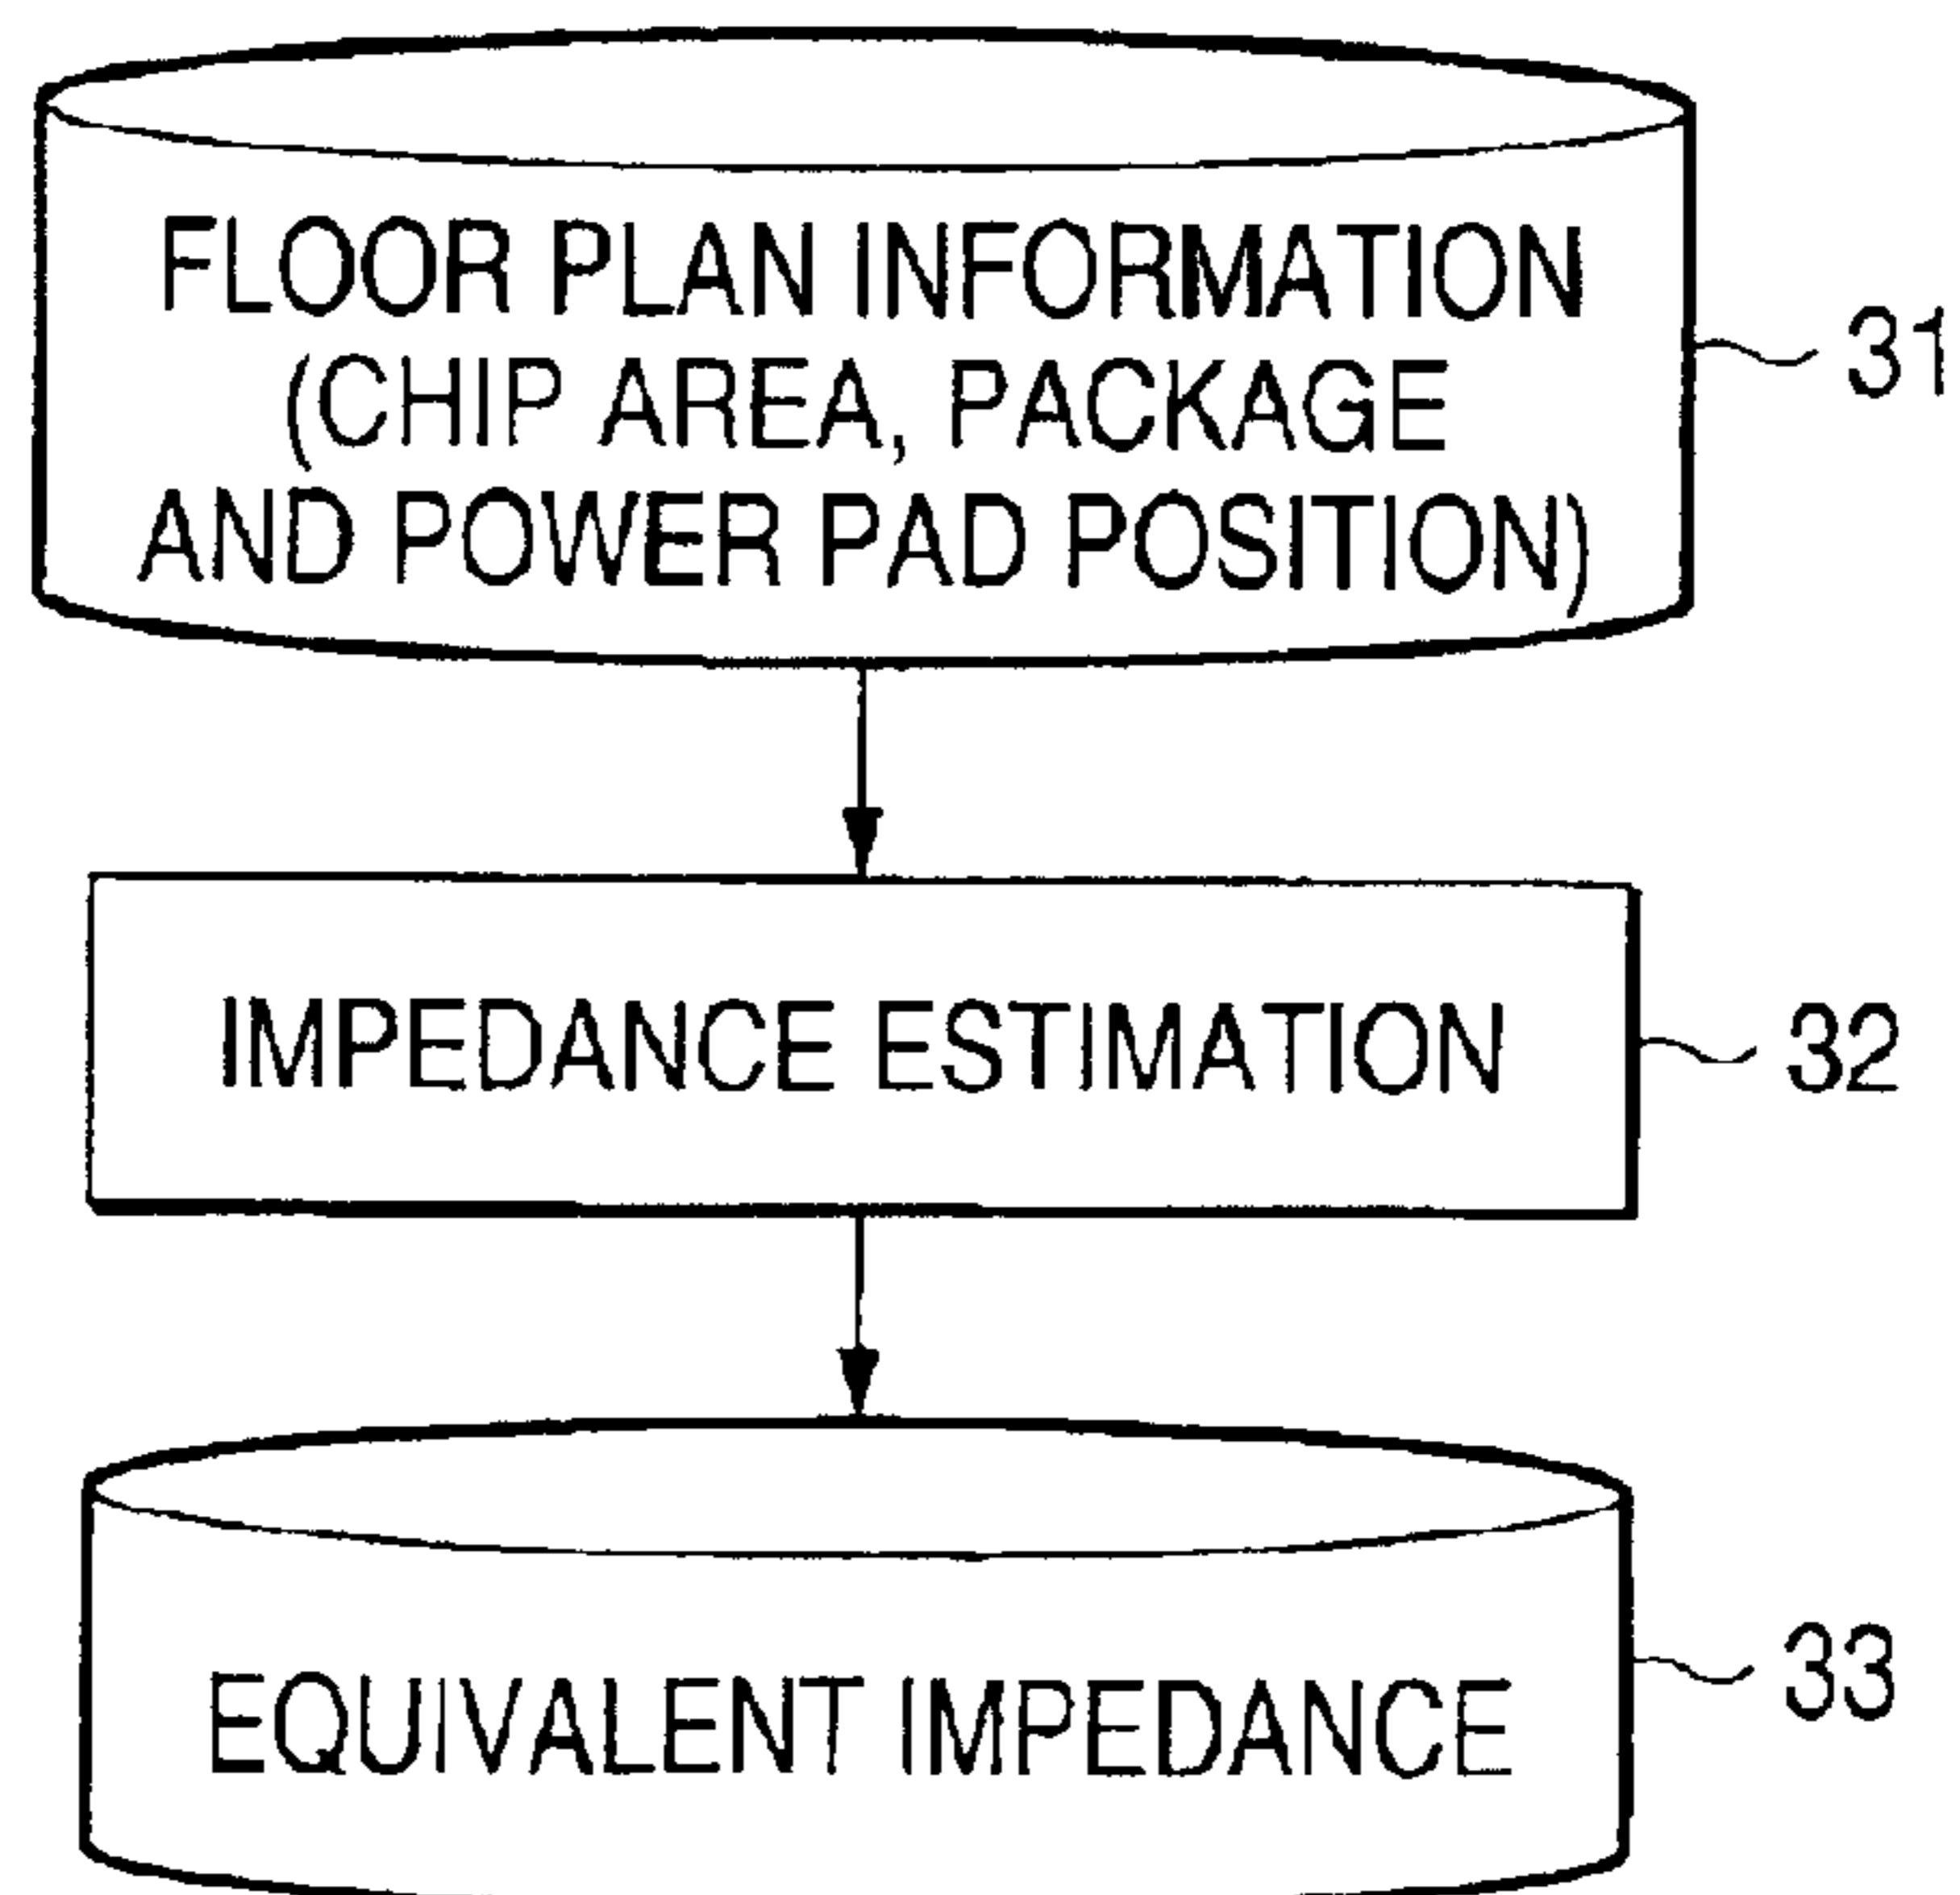 FLOOR PLAN INFORMATION
(CHIP AREA, PACKAGE
AND POWER PAD POSITION)
31
IMPEDANCE ESTIMATION
32
EQUIVALENT IMPEDANCE
33